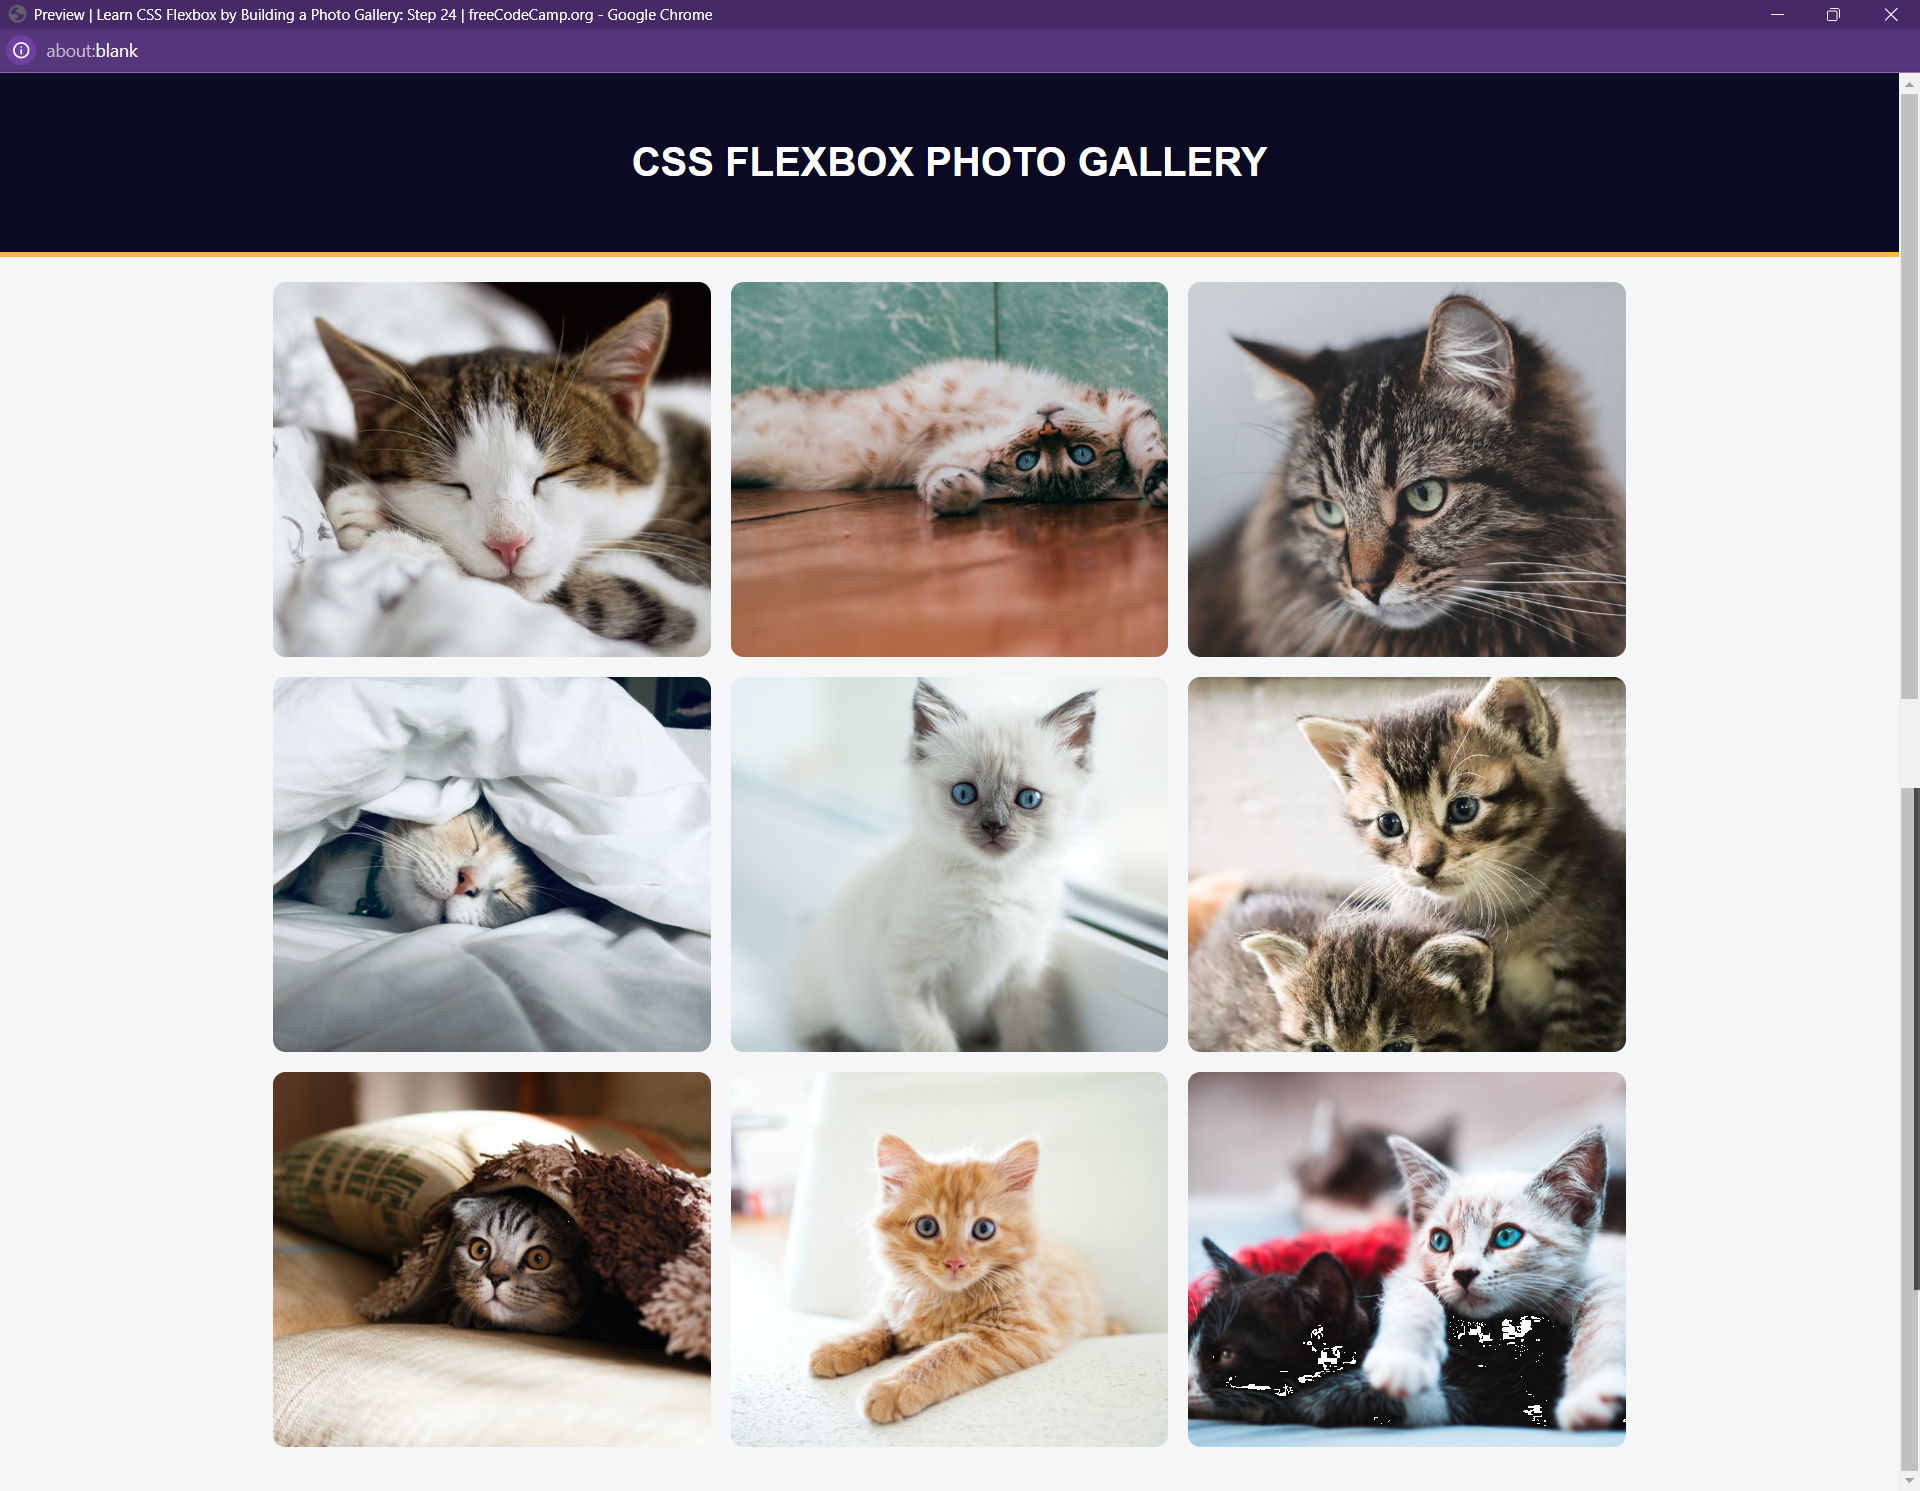 Preview | Learn CSS Flexbox by Building a Photo Gallery: Step 24 | freeCodeCamp.org - Google Chrome
about:blank
CSS FLEXBOX PHOTO GALLERY